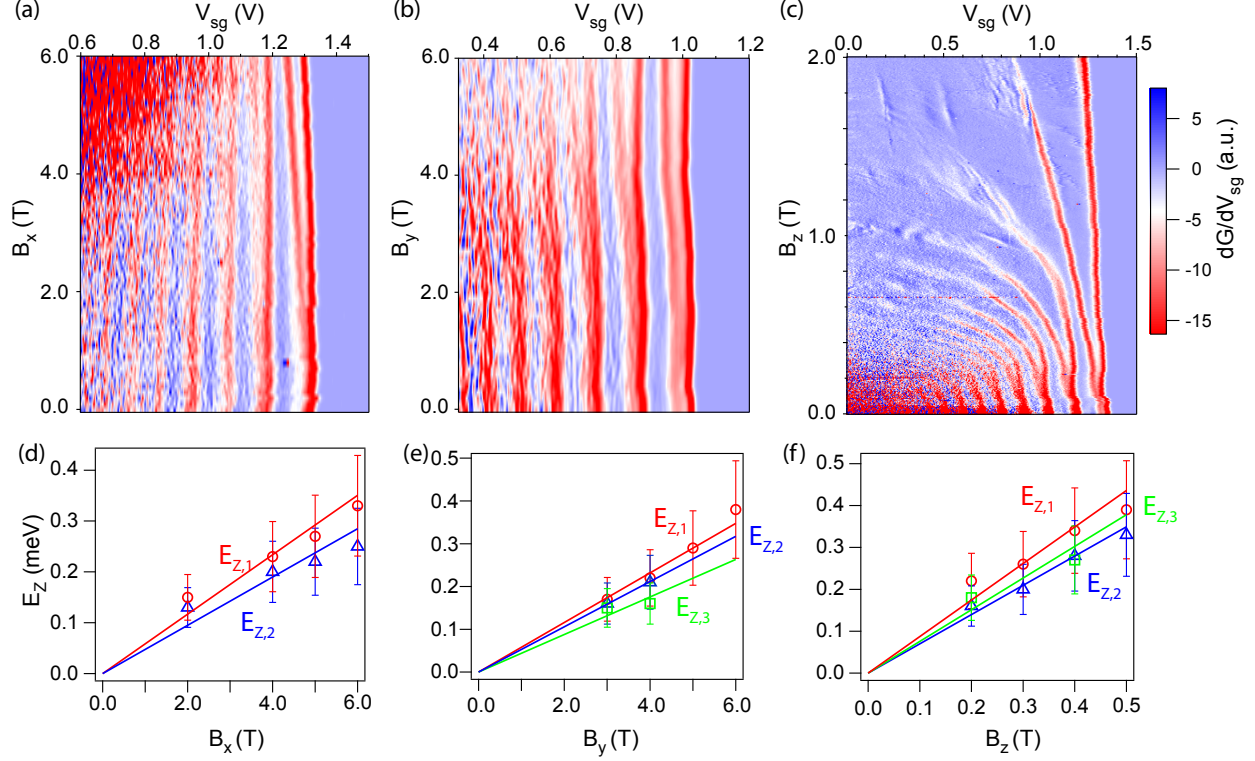 (a)
V_sg (V)
0.6 0.8 1.0 1.2 1.4
6.0
4.0
2.0
0.0
B_x (T)
(b)
V_sg (V)
0.4 0.6 0.8 1.0 1.2
6.0
4.0
2.0
0.0
B_y (T)
(c)
V_sg (V)
0.0 0.5 1.0 1.5
2.0
1.0
0.0
B_z (T)
5
0
-5
-10
-15
dG/dV_sg (a.u.)
(d)
0.4
0.3
0.2
0.1
0.0
E_Z (meV)
E_Z,1
E_Z,2
0.0 2.0 4.0 6.0
B_x (T)
(e)
0.5
0.4
0.3
0.2
0.1
0.0
E_Z,1
E_Z,2
E_Z,3
0.0 2.0 4.0 6.0
B_y (T)
(f)
0.5
0.4
0.3
0.2
0.1
0.0
E_Z,1
E_Z,3
E_Z,2
0.0 0.1 0.2 0.3 0.4 0.5
B_z (T)